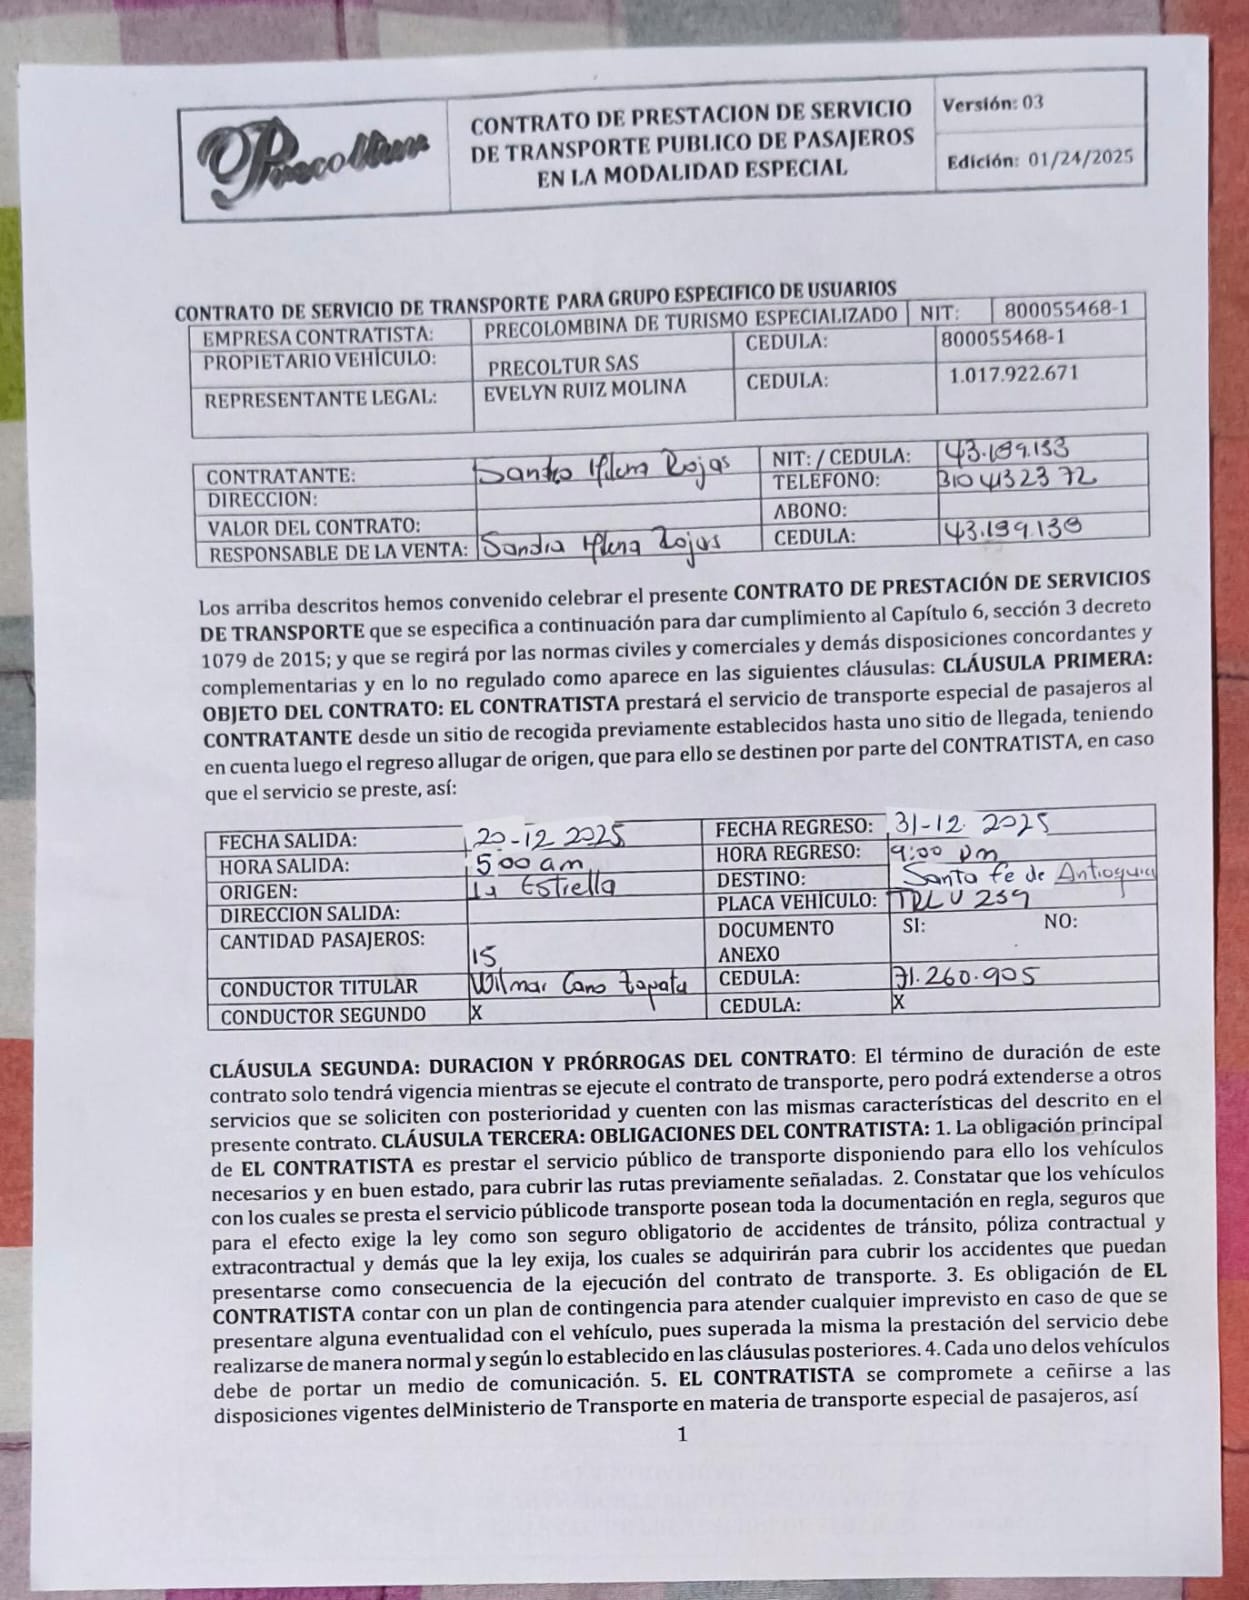 Precoltur
CONTRATO DE PRESTACION DE SERVICIO
DE TRANSPORTE PUBLICO DE PASAJEROS
EN LA MODALIDAD ESPECIAL
Versión: 03
Edición: 01/24/2025
CONTRATO DE SERVICIO DE TRANSPORTE PARA GRUPO ESPECIFICO DE USUARIOS
EMPRESA CONTRATISTA: PRECOLOMBINA DE TURISMO ESPECIALIZADO NIT: 800055468-1
PROPIETARIO VEHÍCULO: PRECOLTUR SAS CEDULA: 800055468-1
REPRESENTANTE LEGAL: EVELYN RUIZ MOLINA CEDULA: 1.017.922.671
CONTRATANTE: Sandra Milena Rojas NIT: / CEDULA: 43.189.133
DIRECCION: TELÉFONO: 310 4132372
VALOR DEL CONTRATO: ABONO:
RESPONSABLE DE LA VENTA: Sandra Milena Rojas CEDULA: 43.189.138
Los arriba descritos hemos convenido celebrar el presente CONTRATO DE PRESTACIÓN DE SERVICIOS
DE TRANSPORTE que se especifica a continuación para dar cumplimiento al Capítulo 6, sección 3 decreto
1079 de 2015; y que se regirá por las normas civiles y comerciales y demás disposiciones concordantes y
complementarias y en lo no regulado como aparece en las siguientes cláusulas: CLÁUSULA PRIMERA:
OBJETO DEL CONTRATO: EL CONTRATISTA prestará el servicio de transporte especial de pasajeros al
CONTRATANTE desde un sitio de recogida previamente establecidos hasta uno sitio de llegada, teniendo
en cuenta luego el regreso allugar de origen, que para ello se destinen por parte del CONTRATISTA, en caso
que el servicio se preste, así:
FECHA SALIDA: 20-12 2025 FECHA REGRESO: 31-12. 2025
HORA SALIDA: 5:00 am HORA REGRESO: 9:00 pm
ORIGEN: La Estrella DESTINO: Santa fe de Antioquia
DIRECCION SALIDA: PLACA VEHÍCULO: 259
CANTIDAD PASAJEROS: 15 DOCUMENTO ANEXO SI: NO:
CONDUCTOR TITULAR Wilmar Cano Zapata CEDULA: 71.260.905
CONDUCTOR SEGUNDO X CEDULA: X
CLÁUSULA SEGUNDA: DURACION Y PRÓRROGAS DEL CONTRATO: El término de duración de este
contrato solo tendrá vigencia mientras se ejecute el contrato de transporte, pero podrá extenderse a otros
servicios que se soliciten con posterioridad y cuenten con las mismas características del descrito en el
presente contrato. CLÁUSULA TERCERA: OBLIGACIONES DEL CONTRATISTA: 1. La obligación principal
de EL CONTRATISTA es prestar el servicio público de transporte disponiendo para ello los vehículos
necesarios y en buen estado, para cubrir las rutas previamente señaladas. 2. Constatar que los vehículos
con los cuales se presta el servicio públicode transporte posean toda la documentación en regla, seguros que
para el efecto exige la ley como son seguro obligatorio de accidentes de tránsito, póliza contractual y
extracontractual y demás que la ley exija, los cuales se adquirirán para cubrir los accidentes que puedan
presentarse como consecuencia de la ejecución del contrato de transporte. 3. Es obligación de EL
CONTRATISTA contar con un plan de contingencia para atender cualquier imprevisto en caso de que se
presentare alguna eventualidad con el vehículo, pues superada la misma la prestación del servicio debe
realizarse de manera normal y según lo establecido en las cláusulas posteriores. 4. Cada uno delos vehículos
debe de portar un medio de comunicación. 5. EL CONTRATISTA se compromete a ceñirse a las
disposiciones vigentes delMinisterio de Transporte en materia de transporte especial de pasajeros, así
1